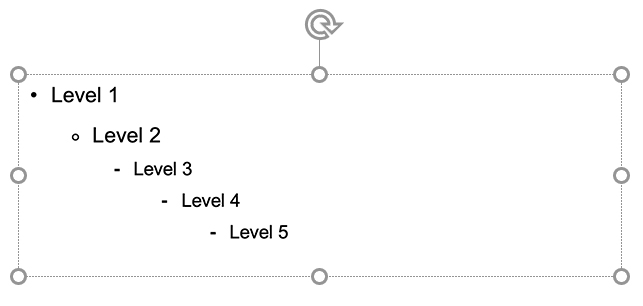 • Level 1
o Level 2
- Level 3
- Level 4
- Level 5